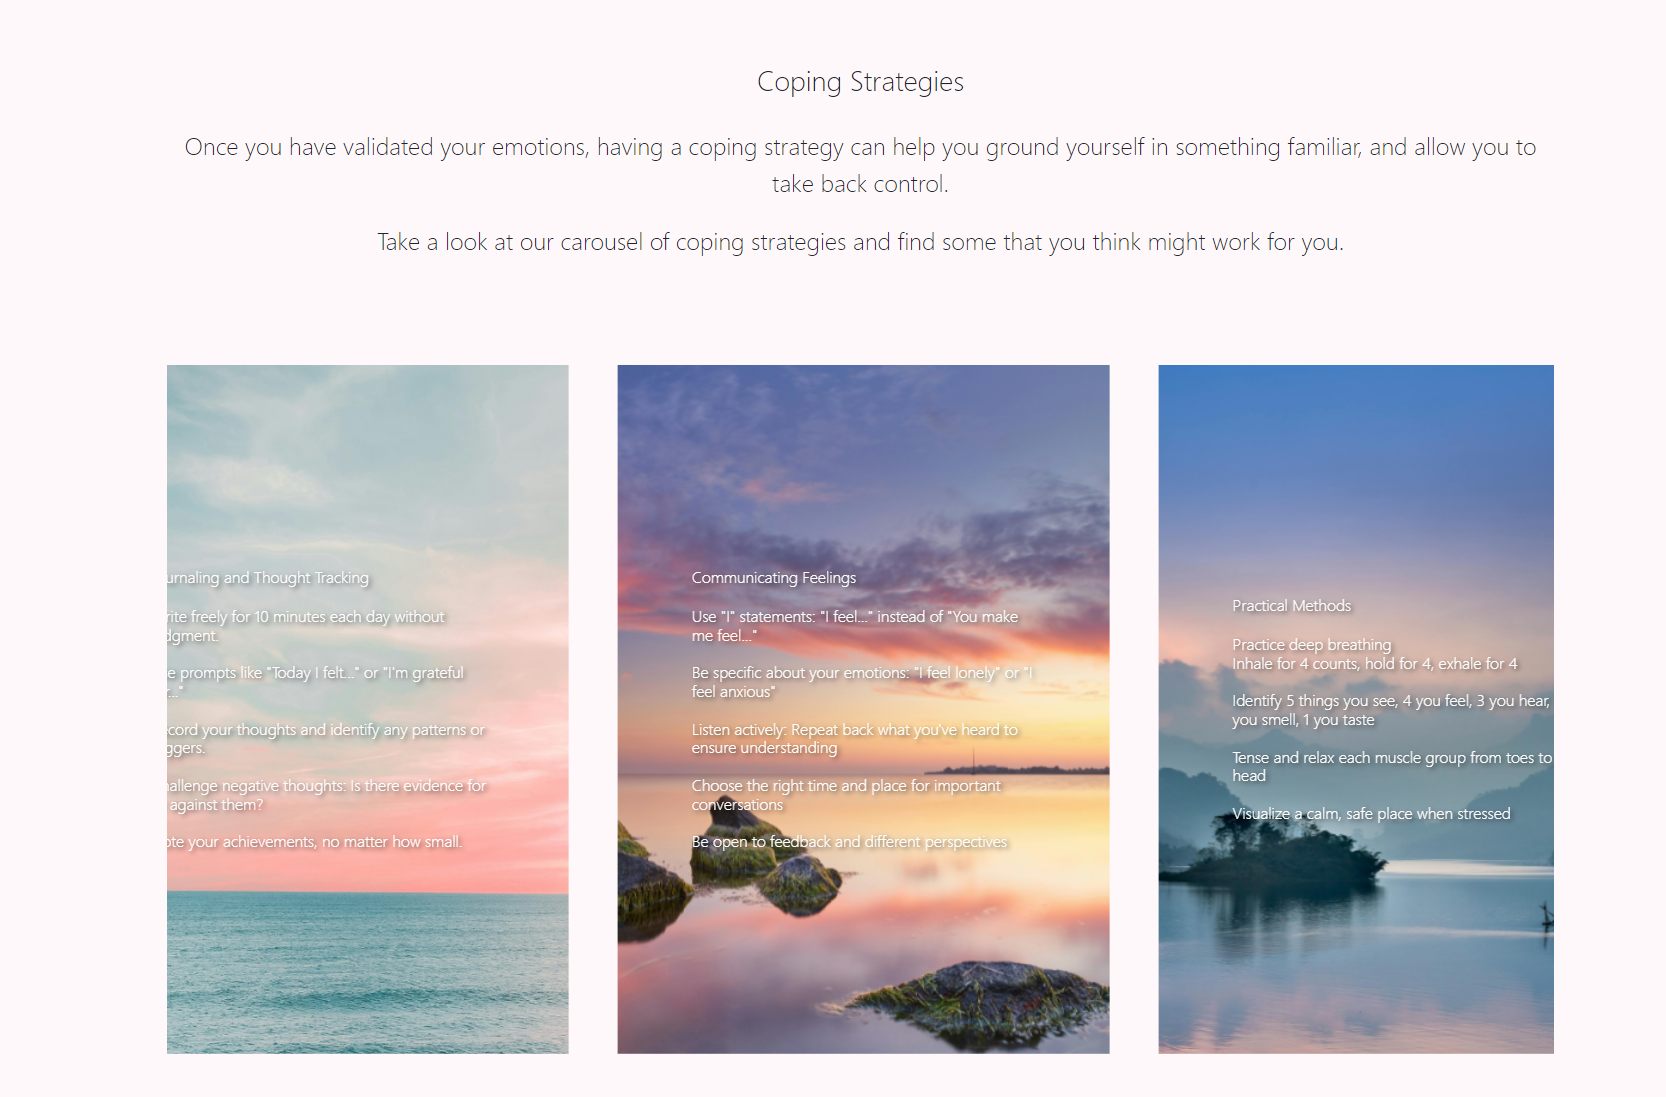 Coping Strategies
Once you have validated your emotions, having a coping strategy can help you ground yourself in something familiar, and allow you to
take back control.
Take a look at our carousel of coping strategies and find some that you think might work for you.
urnaling and Thought Tracking
rite freely for 10 minutes each day without
dgment.
e prompts like "Today I felt..." or "I'm grateful
r..."
cord your thoughts and identify any patterns or
ggers.
allenge negative thoughts: Is there evidence for
against them?
ote your achievements, no matter how small.
Communicating Feelings
Use "I" statements: "I feel..." instead of "You make
me feel..."
Be specific about your emotions: "I feel lonely" or "I
feel anxious"
Listen actively: Repeat back what you've heard to
ensure understanding
Choose the right time and place for important
conversations
Be open to feedback and different perspectives
Practical Methods
Practice deep breathing
Inhale for 4 counts, hold for 4, exhale for 4
Identify 5 things you see, 4 you feel, 3 you hear,
you smell, 1 you taste
Tense and relax each muscle group from toes to
head
Visualize a calm, safe place when stressed